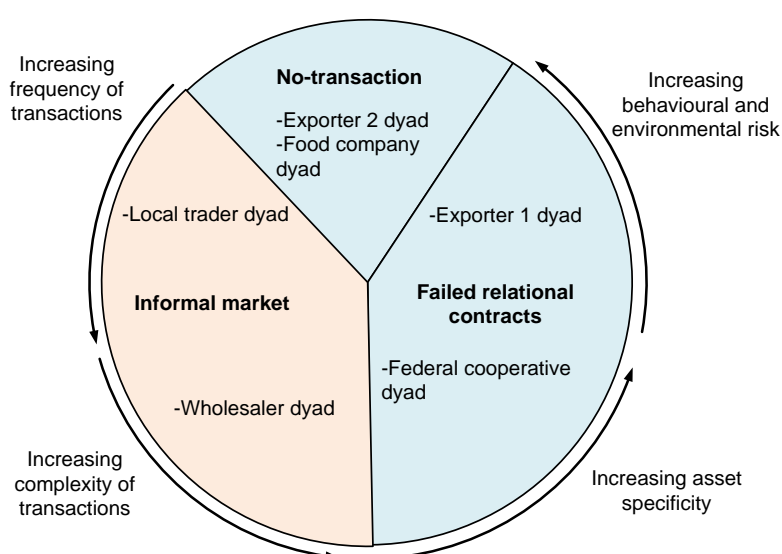 Increasing
frequency of
transactions
No-transaction
-Exporter 2 dyad
-Food company
dyad
Increasing
behavioural and
environmental risk
-Local trader dyad
-Exporter 1 dyad
Informal market
Failed relational
contracts
-Federal cooperative
dyad
-Wholesaler dyad
Increasing
complexity of
transactions
Increasing asset
specificity